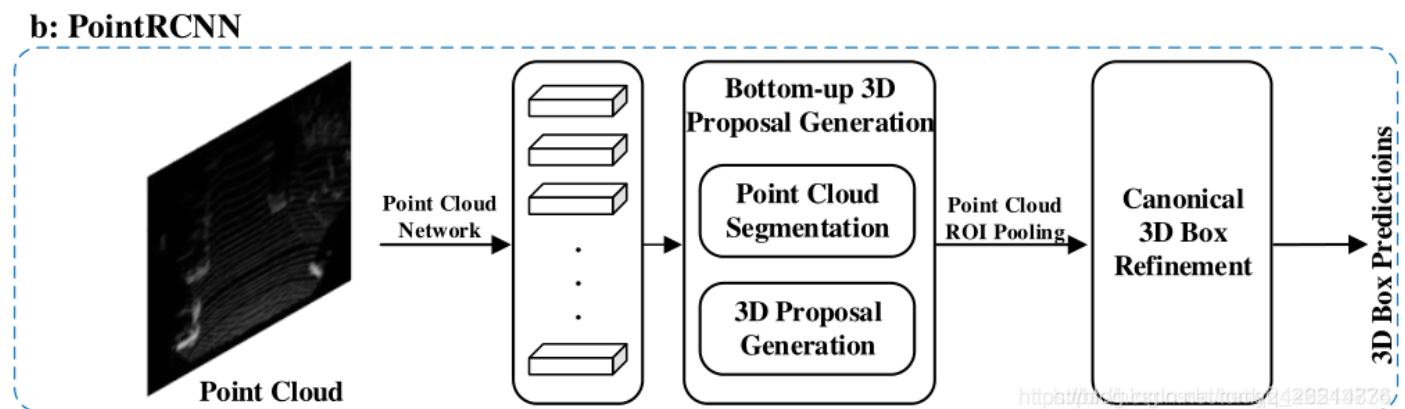 b: PointRCNN
Point Cloud
Point Cloud
Network
Bottom-up 3D
Proposal Generation
Point Cloud
Segmentation
3D Proposal
Generation
Point Cloud
ROI Pooling
Canonical
3D Box
Refinement
3D Box Predictioins